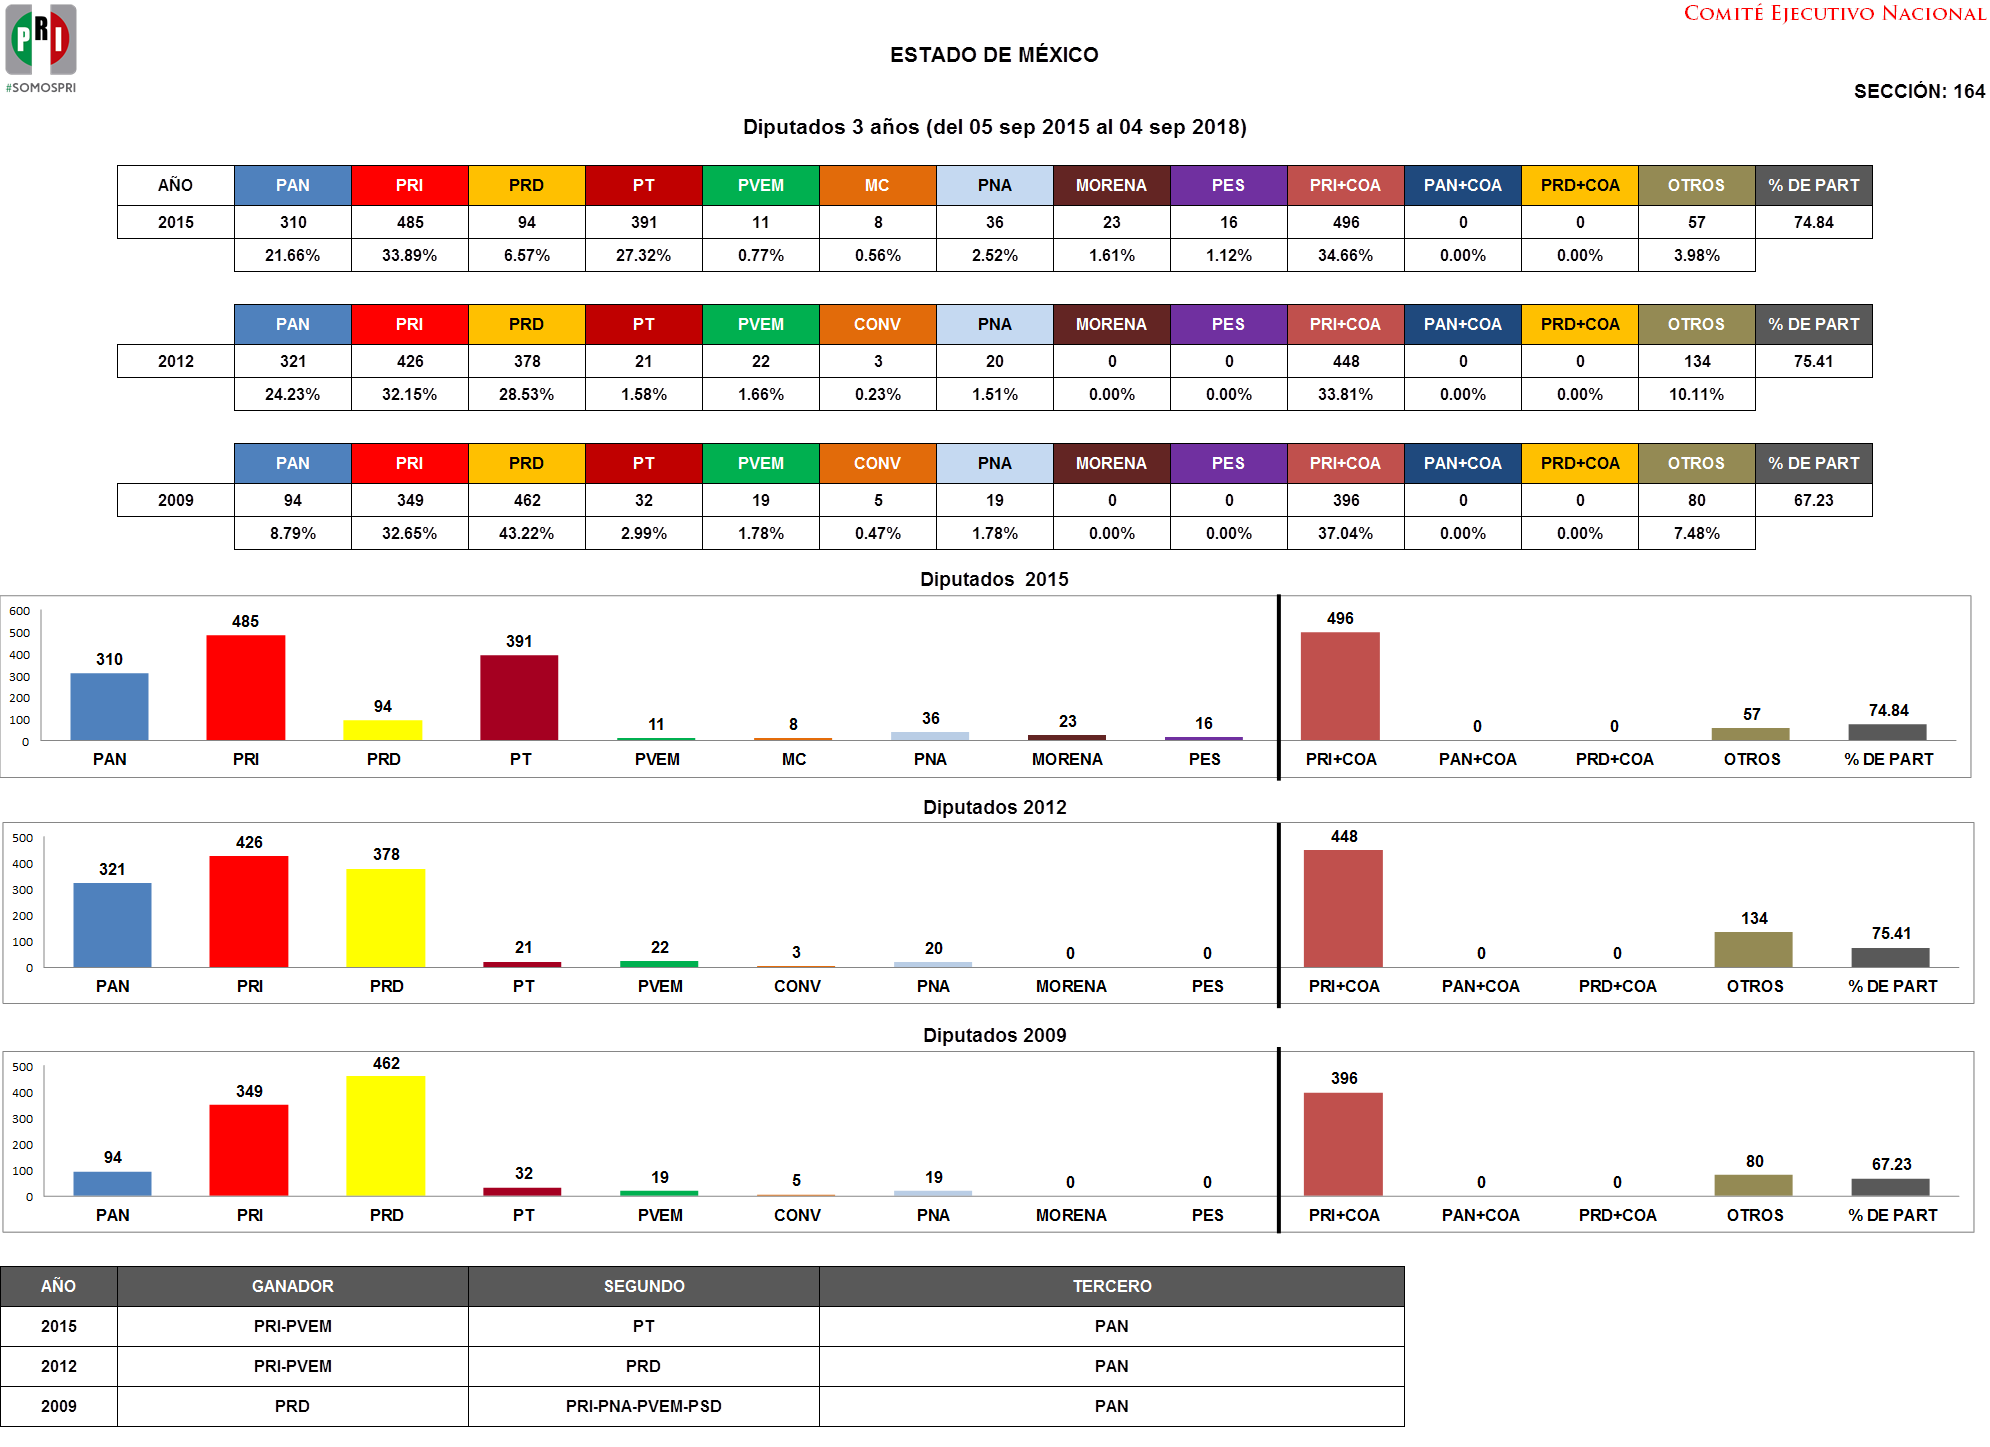 PRI
#SOMOSPRI
COMITÉ EJECUTIVO NACIONAL
ESTADO DE MÉXICO
SECCIÓN: 164
Diputados 3 años (del 05 sep 2015 al 04 sep 2018)
AÑO PAN PRI PRD PT PVEM MC PNA MORENA PES PRI+COA PAN+COA PRD+COA OTROS % DE PART
2015 310 485 94 391 11 8 36 23 16 496 0 0 57 74.84
21.66% 33.89% 6.57% 27.32% 0.77% 0.56% 2.52% 1.61% 1.12% 34.66% 0.00% 0.00% 3.98%
PAN PRI PRD PT PVEM CONV PNA MORENA PES PRI+COA PAN+COA PRD+COA OTROS % DE PART
2012 321 426 378 21 22 3 20 0 0 448 0 0 134 75.41
24.23% 32.15% 28.53% 1.58% 1.66% 0.23% 1.51% 0.00% 0.00% 33.81% 0.00% 0.00% 10.11%
PAN PRI PRD PT PVEM CONV PNA MORENA PES PRI+COA PAN+COA PRD+COA OTROS % DE PART
2009 94 349 462 32 19 5 19 0 0 396 0 0 80 67.23
8.79% 32.65% 43.22% 2.99% 1.78% 0.47% 1.78% 0.00% 0.00% 37.04% 0.00% 0.00% 7.48%
Diputados 2015
600
500
400
300
200
100
0
310 485 94 391 11 8 36 23 16 496 0 0 57 74.84
PAN PRI PRD PT PVEM MC PNA MORENA PES PRI+COA PAN+COA PRD+COA OTROS % DE PART
Diputados 2012
500
400
300
200
100
0
321 426 378 21 22 3 20 0 0 448 0 0 134 75.41
PAN PRI PRD PT PVEM CONV PNA MORENA PES PRI+COA PAN+COA PRD+COA OTROS % DE PART
Diputados 2009
500
400
300
200
100
0
94 349 462 32 19 5 19 0 0 396 0 0 80 67.23
PAN PRI PRD PT PVEM CONV PNA MORENA PES PRI+COA PAN+COA PRD+COA OTROS % DE PART
AÑO GANADOR SEGUNDO TERCERO
2015 PRI-PVEM PT PAN
2012 PRI-PVEM PRD PAN
2009 PRD PRI-PNA-PVEM-PSD PAN